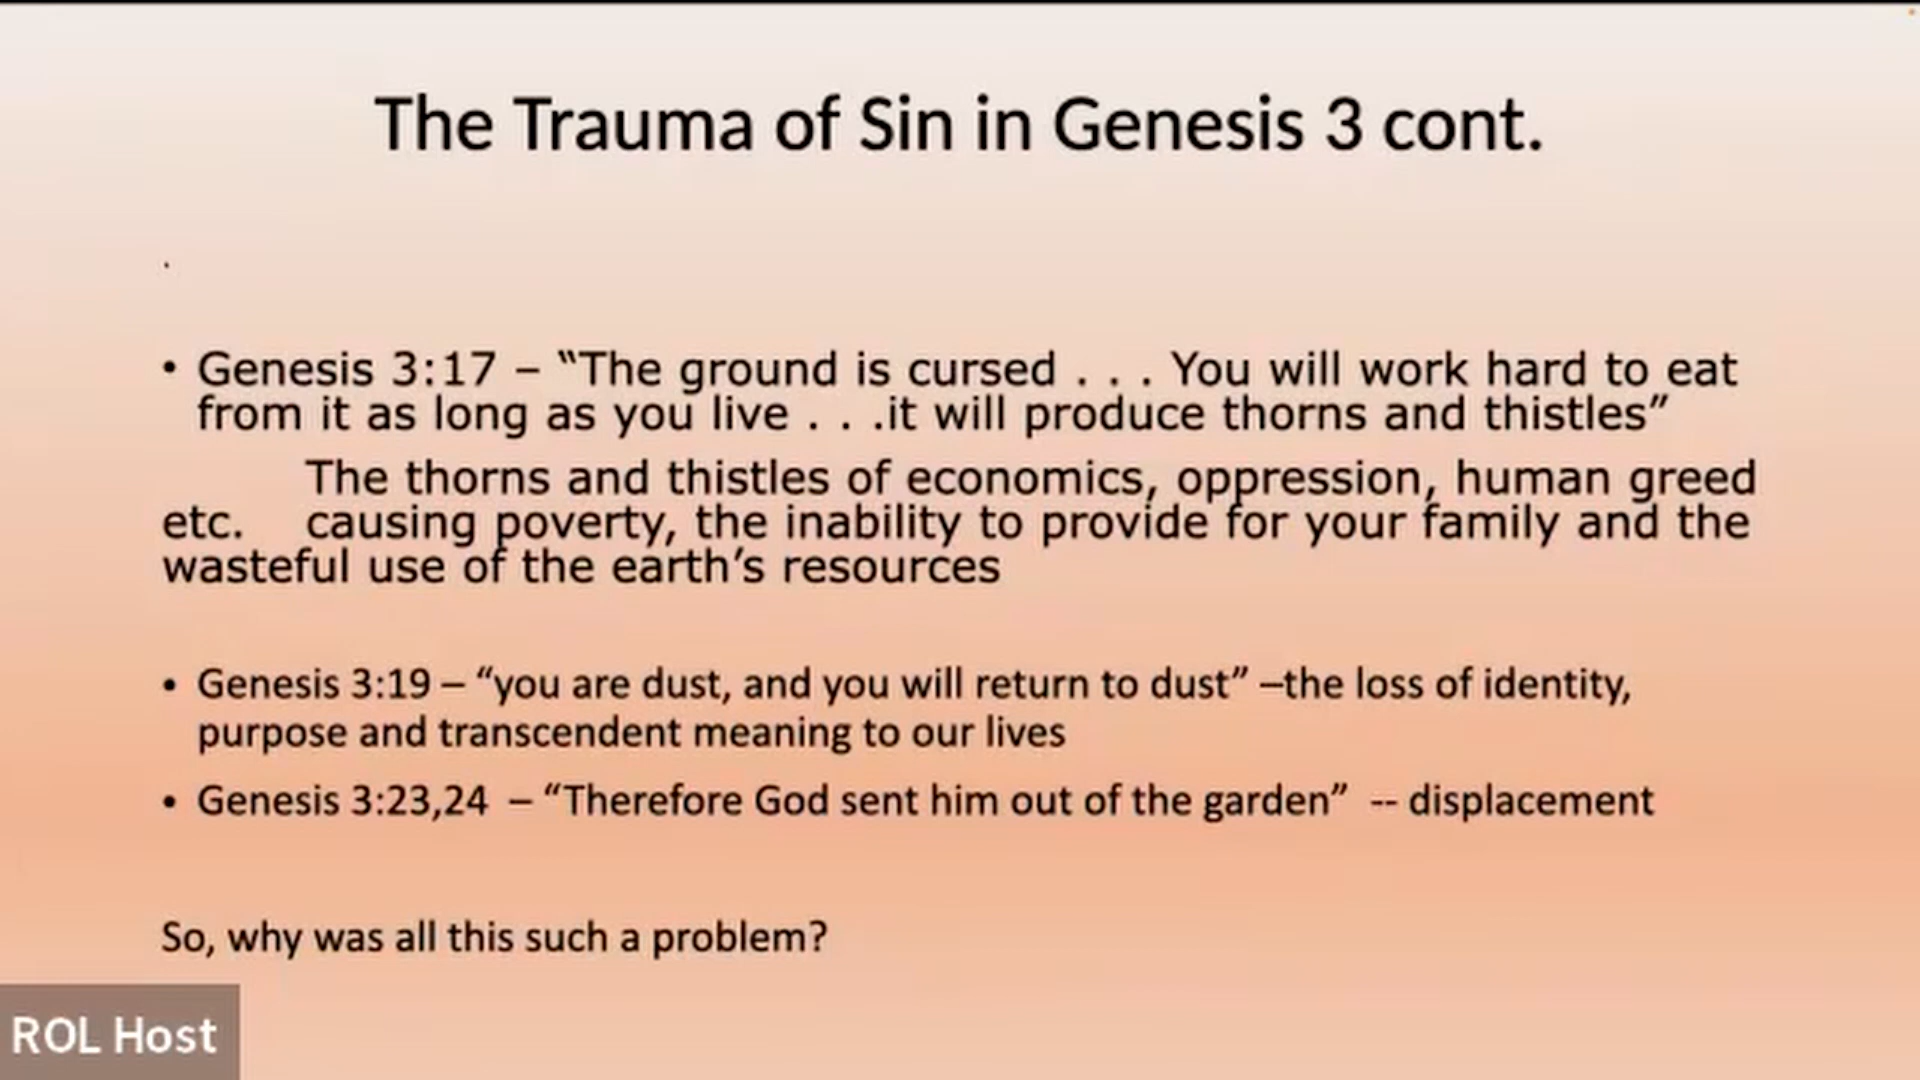 The Trauma of Sin in Genesis 3 cont.
.
• Genesis 3:17 – “The ground is cursed . . . You will work hard to eat
from it as long as you live . . .it will produce thorns and thistles”
The thorns and thistles of economics, oppression, human greed
etc. causing poverty, the inability to provide for your family and the
wasteful use of the earth’s resources
• Genesis 3:19 – “you are dust, and you will return to dust” –the loss of identity,
purpose and transcendent meaning to our lives
• Genesis 3:23,24 – “Therefore God sent him out of the garden” -- displacement
So, why was all this such a problem?
ROL Host